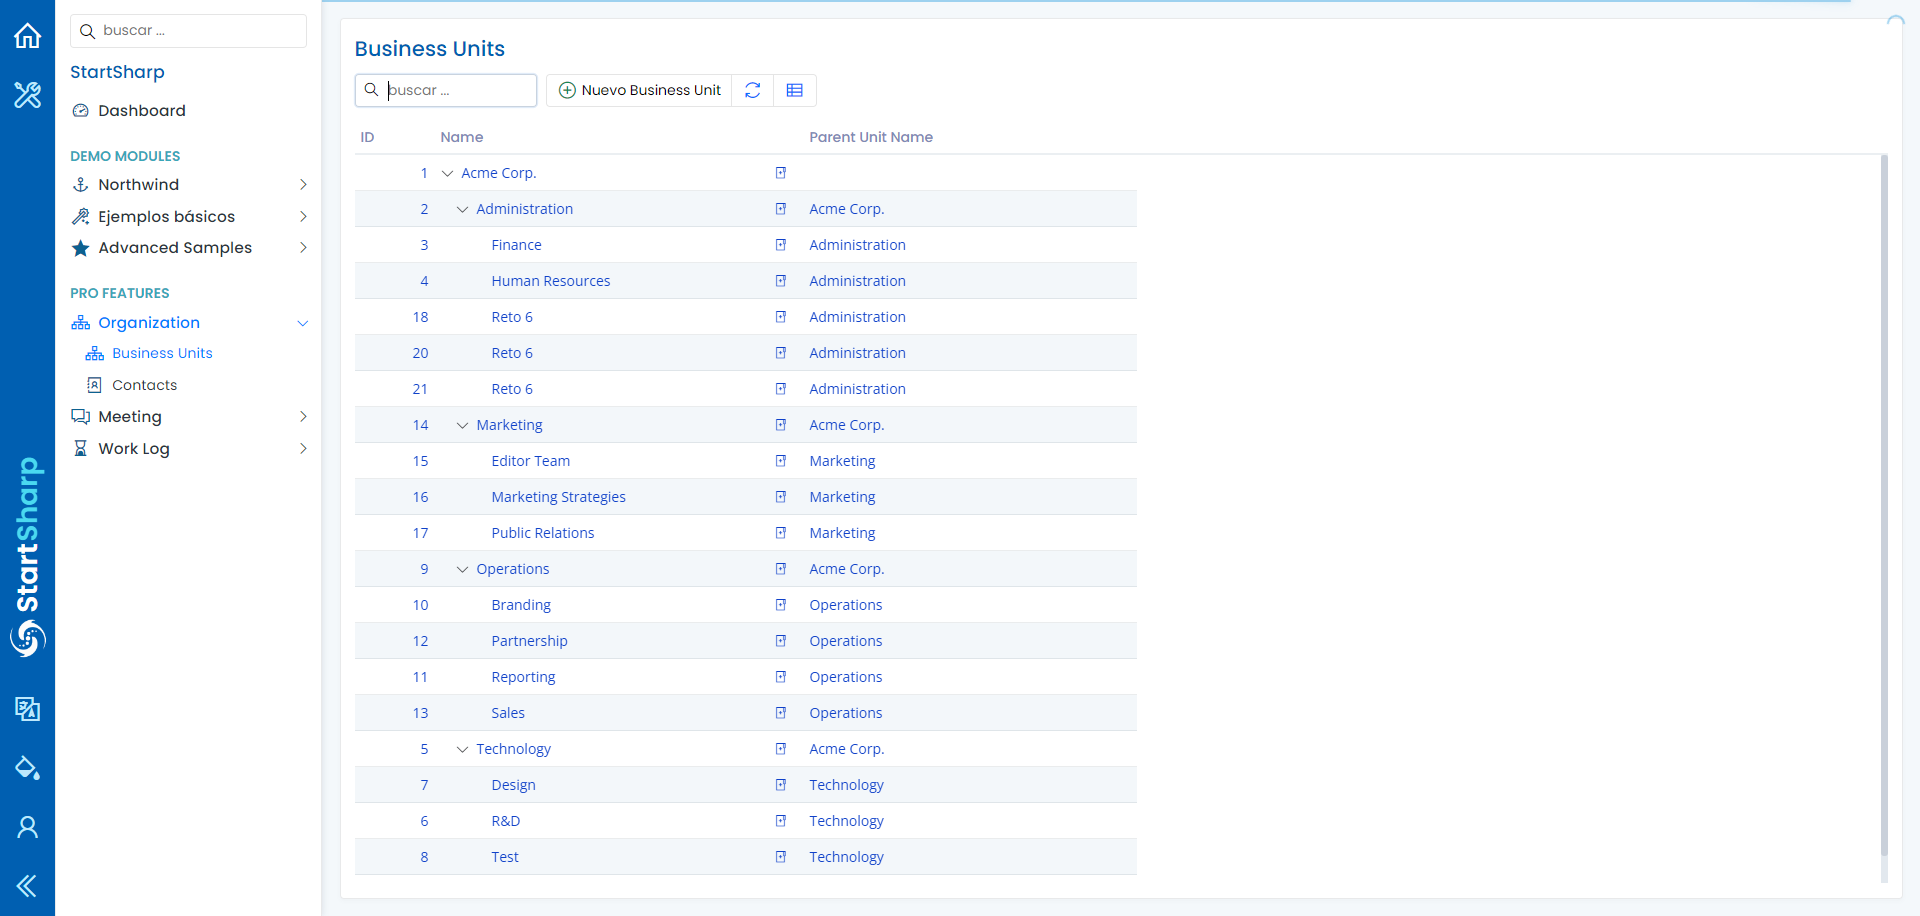 buscar ...
StartSharp
Dashboard
DEMO MODULES
Northwind
Ejemplos básicos
Advanced Samples
PRO FEATURES
Organization
Business Units
Contacts
Meeting
Work Log
StartSharp
Business Units
buscar ...
Nuevo Business Unit
ID Name Parent Unit Name
1 Acme Corp.
2 Administration Acme Corp.
3 Finance Administration
4 Human Resources Administration
18 Reto 6 Administration
20 Reto 6 Administration
21 Reto 6 Administration
14 Marketing Acme Corp.
15 Editor Team Marketing
16 Marketing Strategies Marketing
17 Public Relations Marketing
9 Operations Acme Corp.
10 Branding Operations
12 Partnership Operations
11 Reporting Operations
13 Sales Operations
5 Technology Acme Corp.
7 Design Technology
6 R&D Technology
8 Test Technology